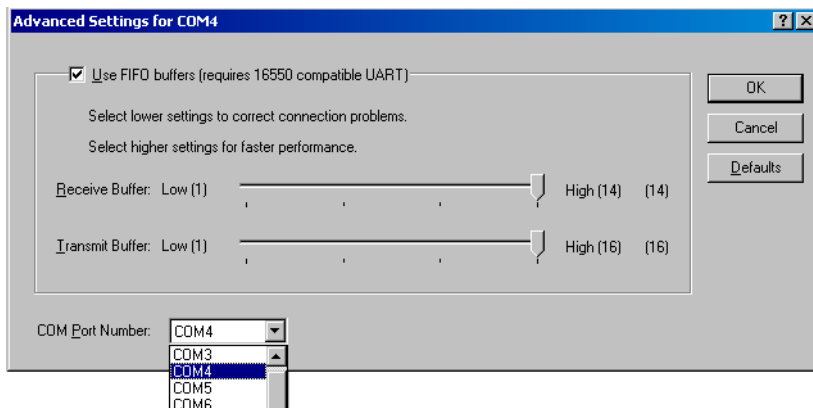 Advanced Settings for COM4
Use FIFO buffers (requires 16550 compatible UART)
OK
Select lower settings to correct connection problems.
Cancel
Select higher settings for faster performance.
Defaults
Receive Buffer: Low (1) High (14) (14)
Transmit Buffer: Low (1) High (16) (16)
COM Port Number: COM4
COM3
COM4
COM5
COM6